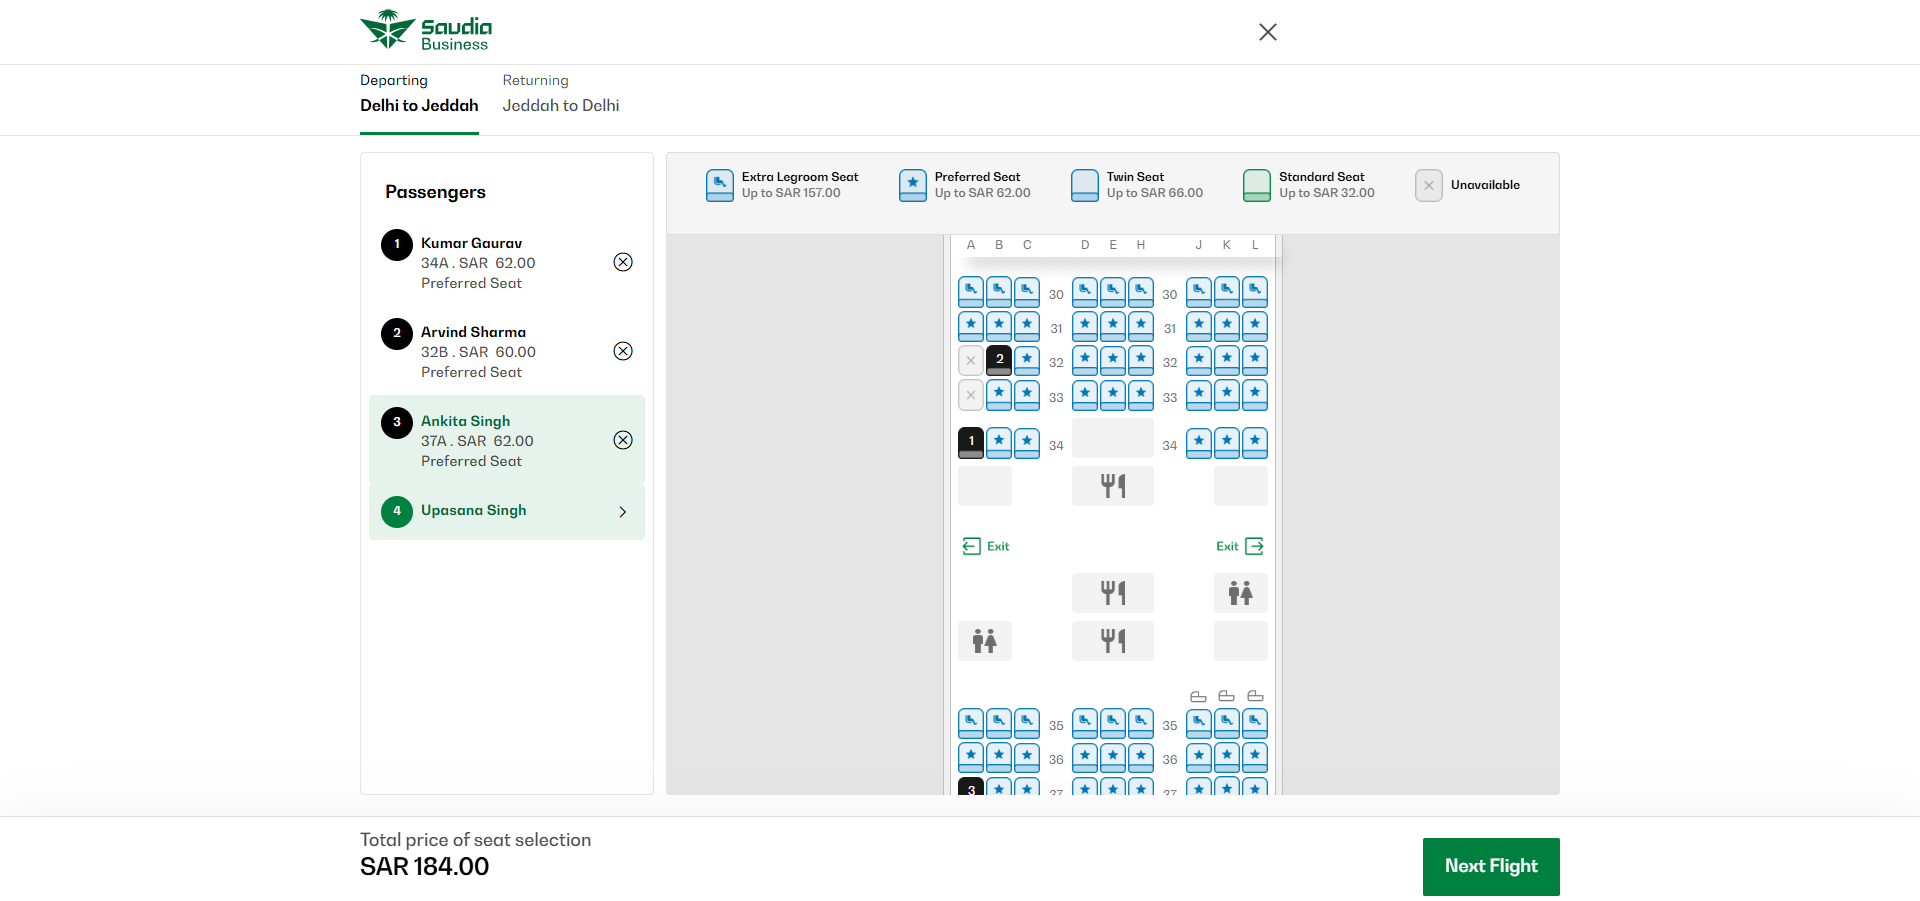 Saudia
Business
Departing
Delhi to Jeddah
Returning
Jeddah to Delhi
Passengers
1
Kumar Gaurav
34A . SAR 62.00
Preferred Seat
2
Arvind Sharma
32B . SAR 60.00
Preferred Seat
3
Ankita Singh
37A . SAR 62.00
Preferred Seat
4
Upasana Singh
Extra Legroom Seat
Up to SAR 157.00
Preferred Seat
Up to SAR 62.00
Twin Seat
Up to SAR 66.00
Standard Seat
Up to SAR 32.00
Unavailable
A B C D E H J K L
30 30
31 31
2 32 32
33 33
1 34 34
Exit Exit
35 35
36 36
3 37 37
Total price of seat selection
SAR 184.00
Next Flight